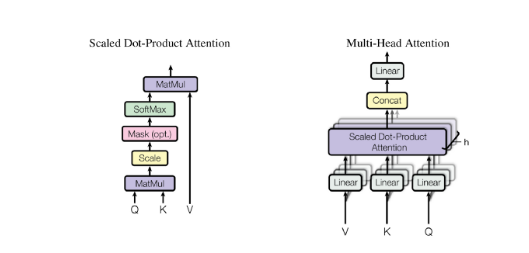 Scaled Dot-Product Attention
MatMul
SoftMax
Mask (opt.)
Scale
MatMul
Q K V
Multi-Head Attention
Linear
Concat
Scaled Dot-Product
Attention
h
Linear Linear Linear
V K Q